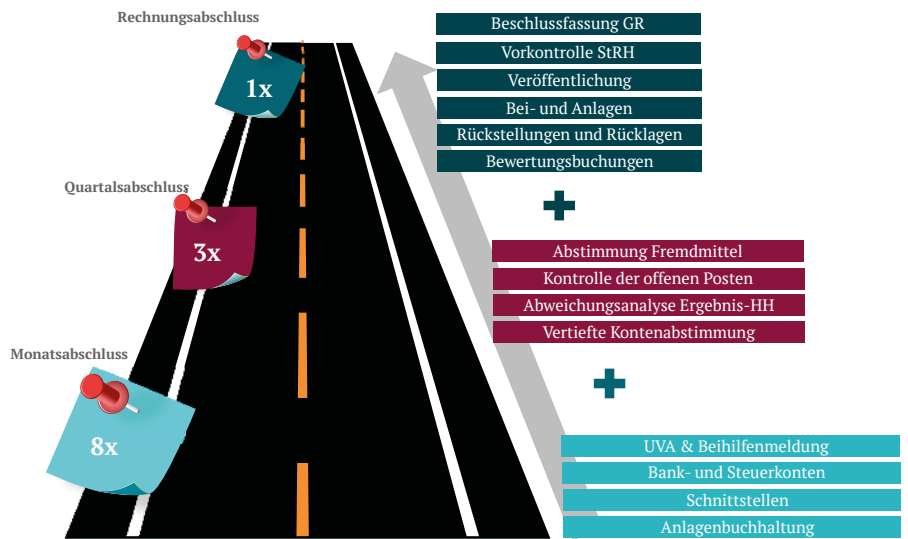 Rechnungsabschluss
1x
Quartalsabschluss
3x
Monatsabschluss
8x
Beschlussfassung GR
Vorkontrolle StRH
Veröffentlichung
Bei- und Anlagen
Rückstellungen und Rücklagen
Bewertungsbuchungen
Abstimmung Fremdmittel
Kontrolle der offenen Posten
Abweichungsanalyse Ergebnis-HH
Vertiefte Kontenabstimmung
UVA & Beihilfenmeldung
Bank- und Steuerkonten
Schnittstellen
Anlagenbuchhaltung